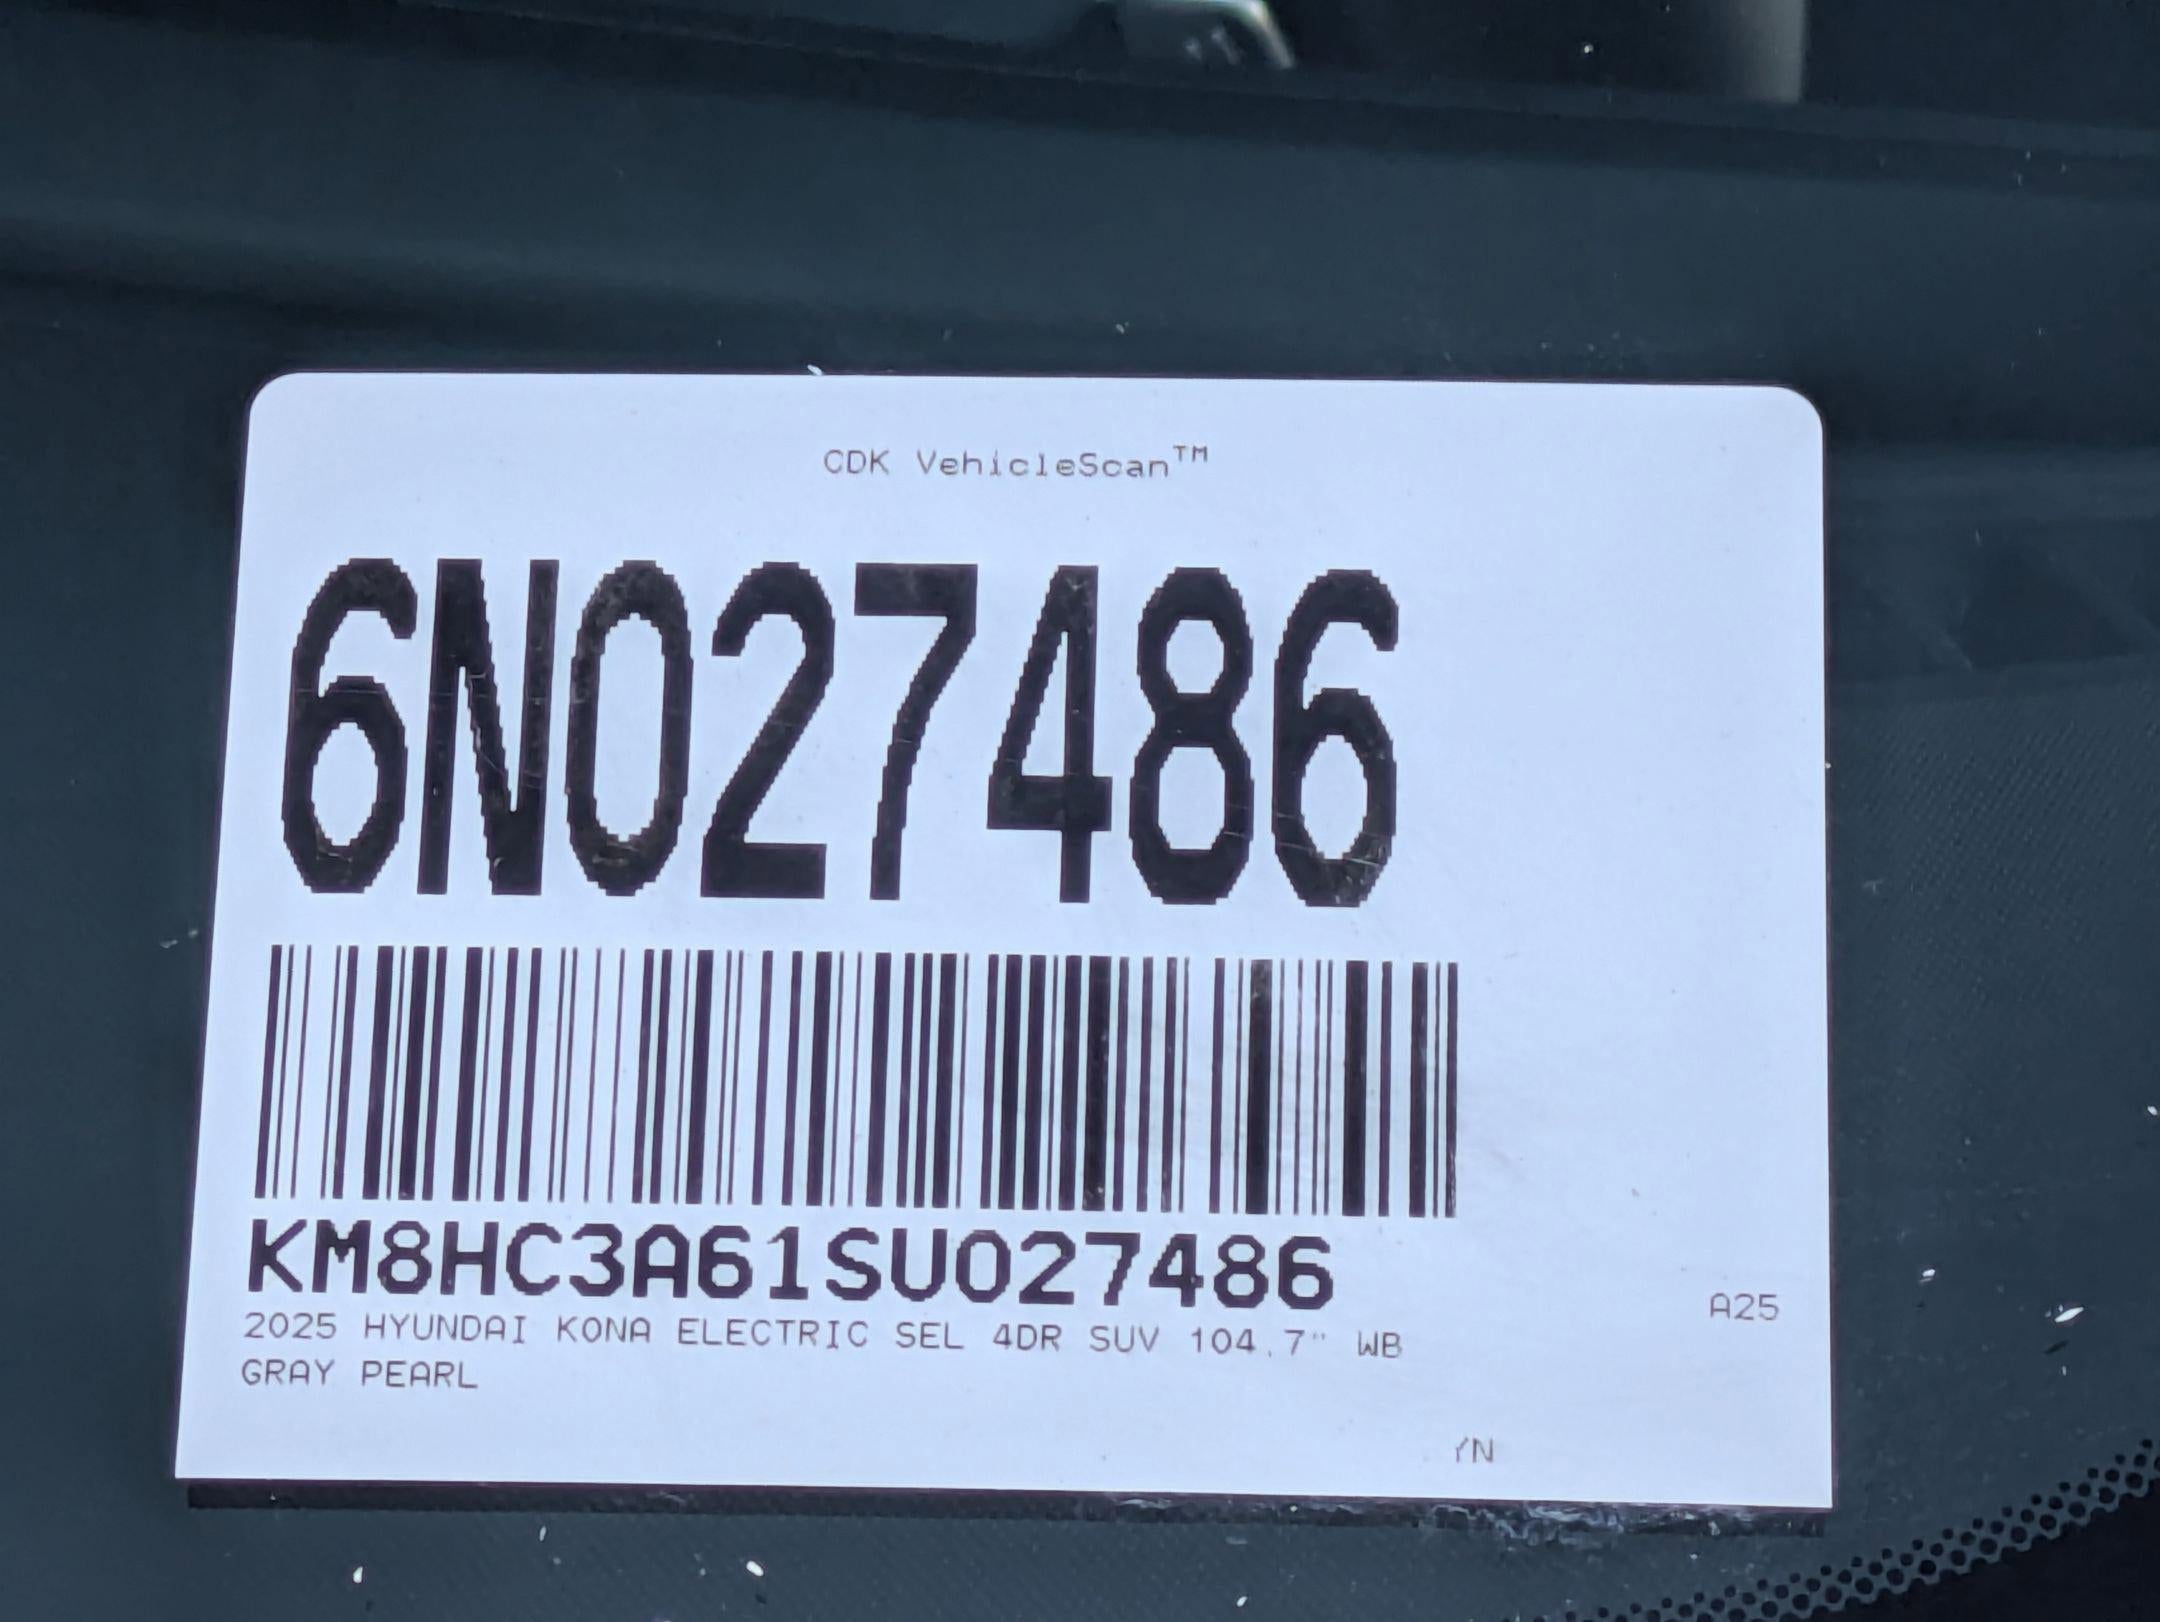 CDK VehicleScan™
6N027486
KM8HC3A61SU027486
A25
2025 HYUNDAI KONA ELECTRIC SEL 4DR SUV 104.7" WB
GRAY PEARL
YN